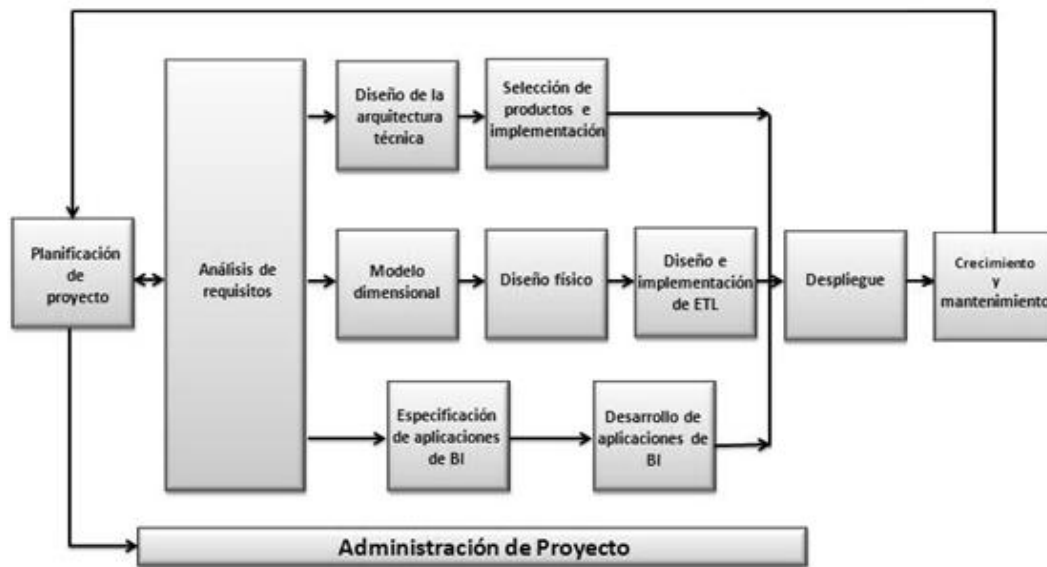 Diseño de la
arquitectura
técnica
Selección de
productos e
implementación
Planificación
de
proyecto
Análisis de
requisitos
Modelo
dimensional
Diseño físico
Diseño e
implementación
de ETL
Despliegue
Crecimiento
y
mantenimiento
Especificación
de aplicaciones
de BI
Desarrollo de
aplicaciones de
BI
Administración de Proyecto